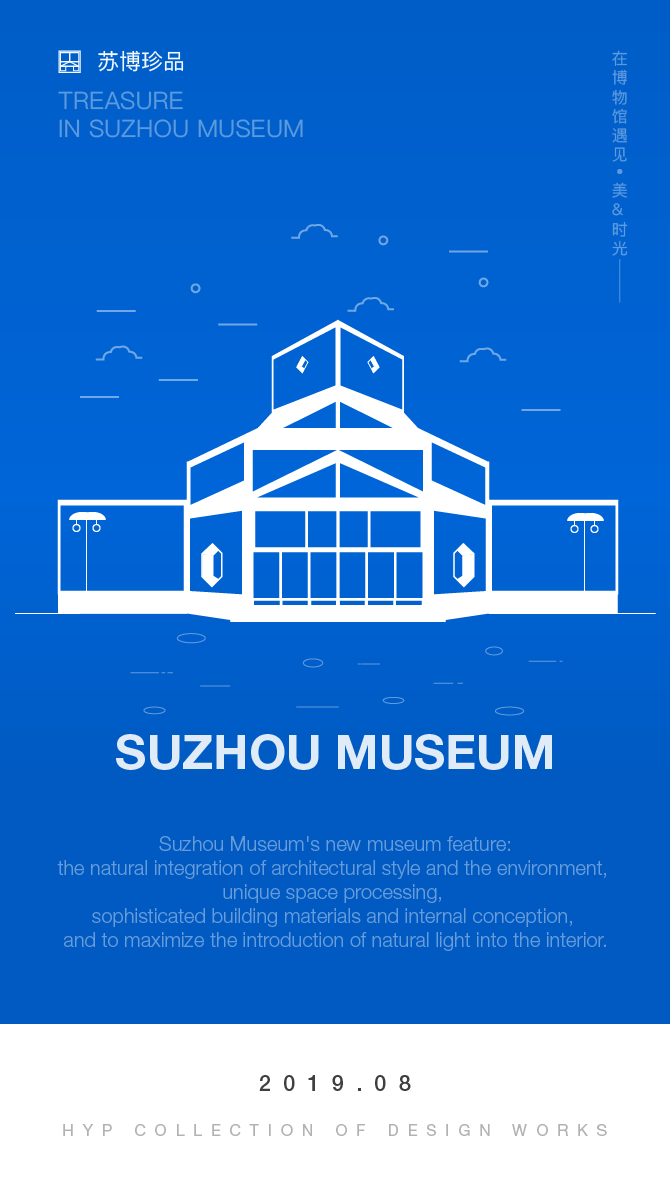 苏博珍品
TREASURE
IN SUZHOU MUSEUM
在博物馆遇见•美&时光
SUZHOU MUSEUM
Suzhou Museum's new museum feature:
the natural integration of architectural style and the environment,
unique space processing,
sophisticated building materials and internal conception,
and to maximize the introduction of natural light into the interior.
2019.08
HYP COLLECTION OF DESIGN WORKS